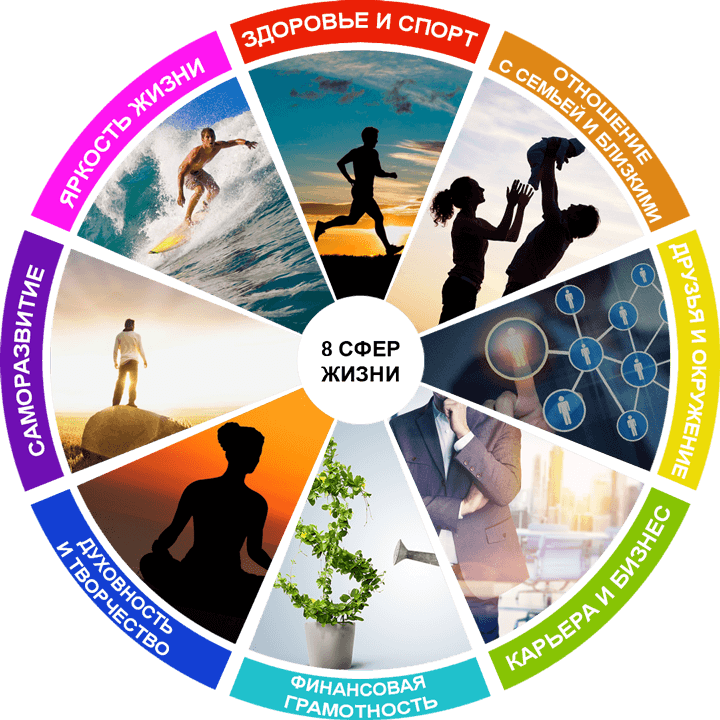 ЗДОРОВЬЕ И СПОРТ
ОТНОШЕНИЕ
С СЕМЬЕЙ И БЛИЗКИМИ
ДРУЗЬЯ И ОКРУЖЕНИЕ
КАРЬЕРА И БИЗНЕС
ФИНАНСОВАЯ
ГРАМОТНОСТЬ
ДУХОВНОСТЬ
И ТВОРЧЕСТВО
САМОРАЗВИТИЕ
ЯРКОСТЬ ЖИЗНИ
8 СФЕР
ЖИЗНИ